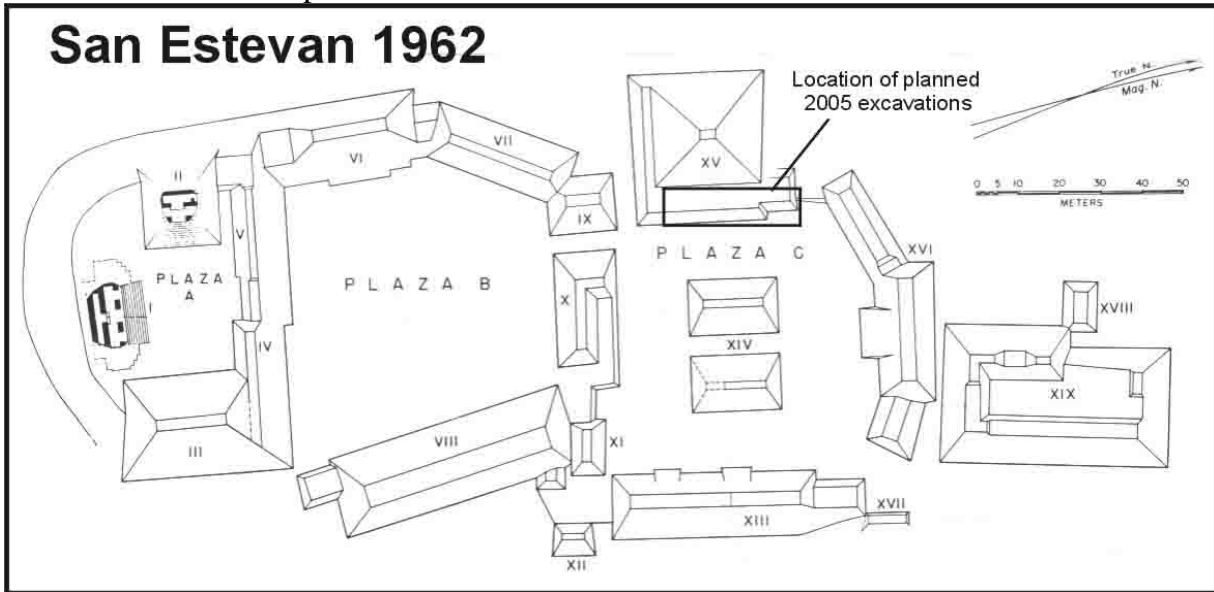 San Estevan 1962
Location of planned
2005 excavations
True N.
Mag. N.
0 5 10 20 30 40 50
METERS
XV
VII
VI
II
IX
V
PLAZA C
XVI
PLAZA
A
PLAZA B
X
I
XVIII
IV
XIV
XIX
VIII
XI
III
XVII
XIII
XII